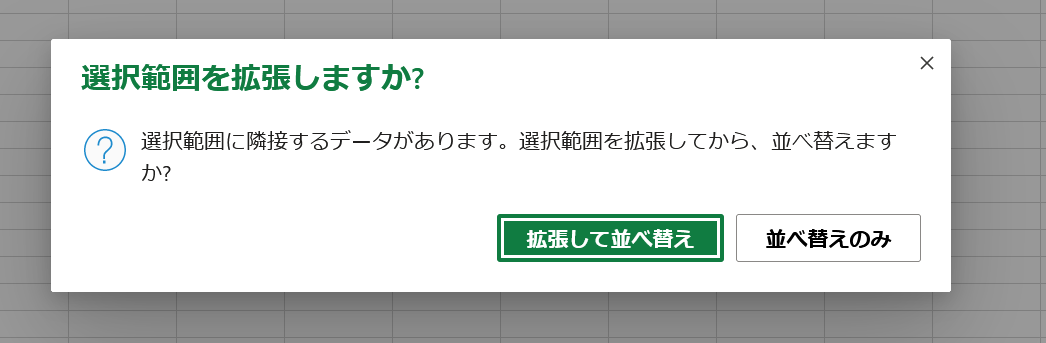 選択範囲を拡張しますか?
選択範囲に隣接するデータがあります。選択範囲を拡張してから、並べ替えます
か?
拡張して並べ替え
並べ替えのみ